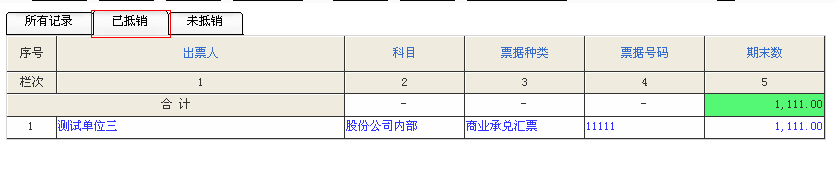 所有记录 已抵销 未抵销
序号 出票人 科目 票据种类 票据号码 期末数
栏次 1 2 3 4 5
合 计 - - - 1,111.00
1 测试单位三 股份公司内部 商业承兑汇票 11111 1,111.00